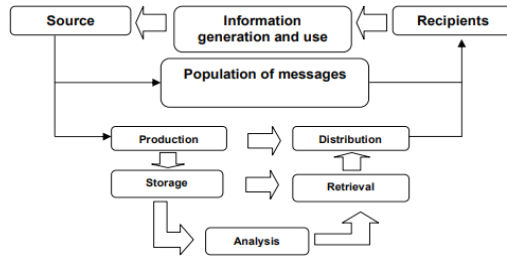 Source
Information
generation and use
Recipients
Population of messages
Production
Distribution
Storage
Retrieval
Analysis